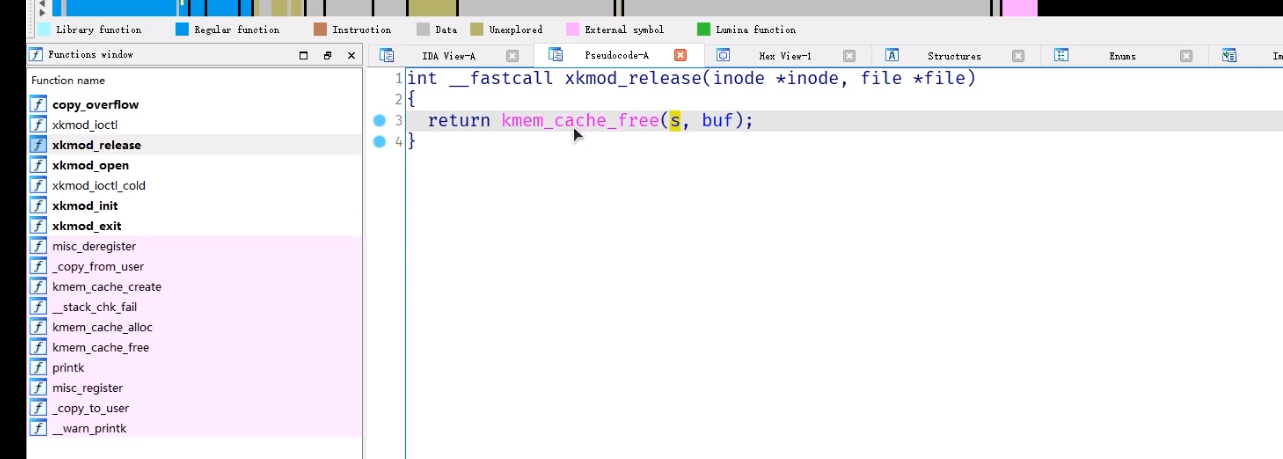 Library function Regular function Instruction Data Unexplored External symbol Lumina function
Functions window
IDA View-A Pseudocode-A Hex View-1 Structures Enums
Function name
copy_overflow
xkmod_ioctl
xkmod_release
xkmod_open
xkmod_ioctl_cold
xkmod_init
xkmod_exit
misc_deregister
_copy_from_user
kmem_cache_create
__stack_chk_fail
kmem_cache_alloc
kmem_cache_free
printk
misc_register
_copy_to_user
__warn_printk
1 int __fastcall xkmod_release(inode *inode, file *file)
2 {
3 return kmem_cache_free(s, buf);
4 }